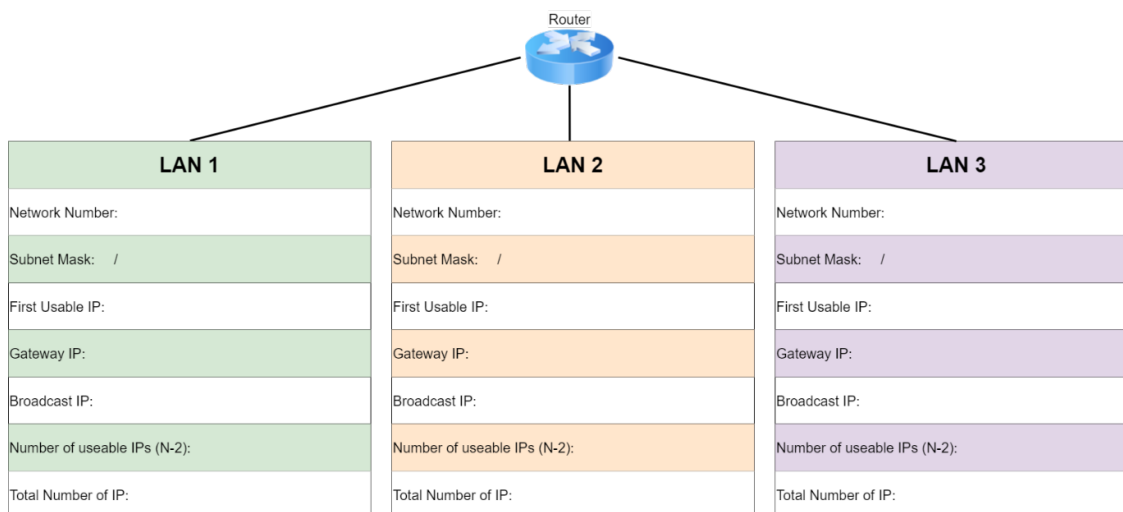 Router
LAN 1
Network Number:
Subnet Mask: /
First Usable IP:
Gateway IP:
Broadcast IP:
Number of useable IPs (N-2):
Total Number of IP:
LAN 2
Network Number:
Subnet Mask: /
First Usable IP:
Gateway IP:
Broadcast IP:
Number of useable IPs (N-2):
Total Number of IP:
LAN 3
Network Number:
Subnet Mask: /
First Usable IP:
Gateway IP:
Broadcast IP:
Number of useable IPs (N-2):
Total Number of IP: